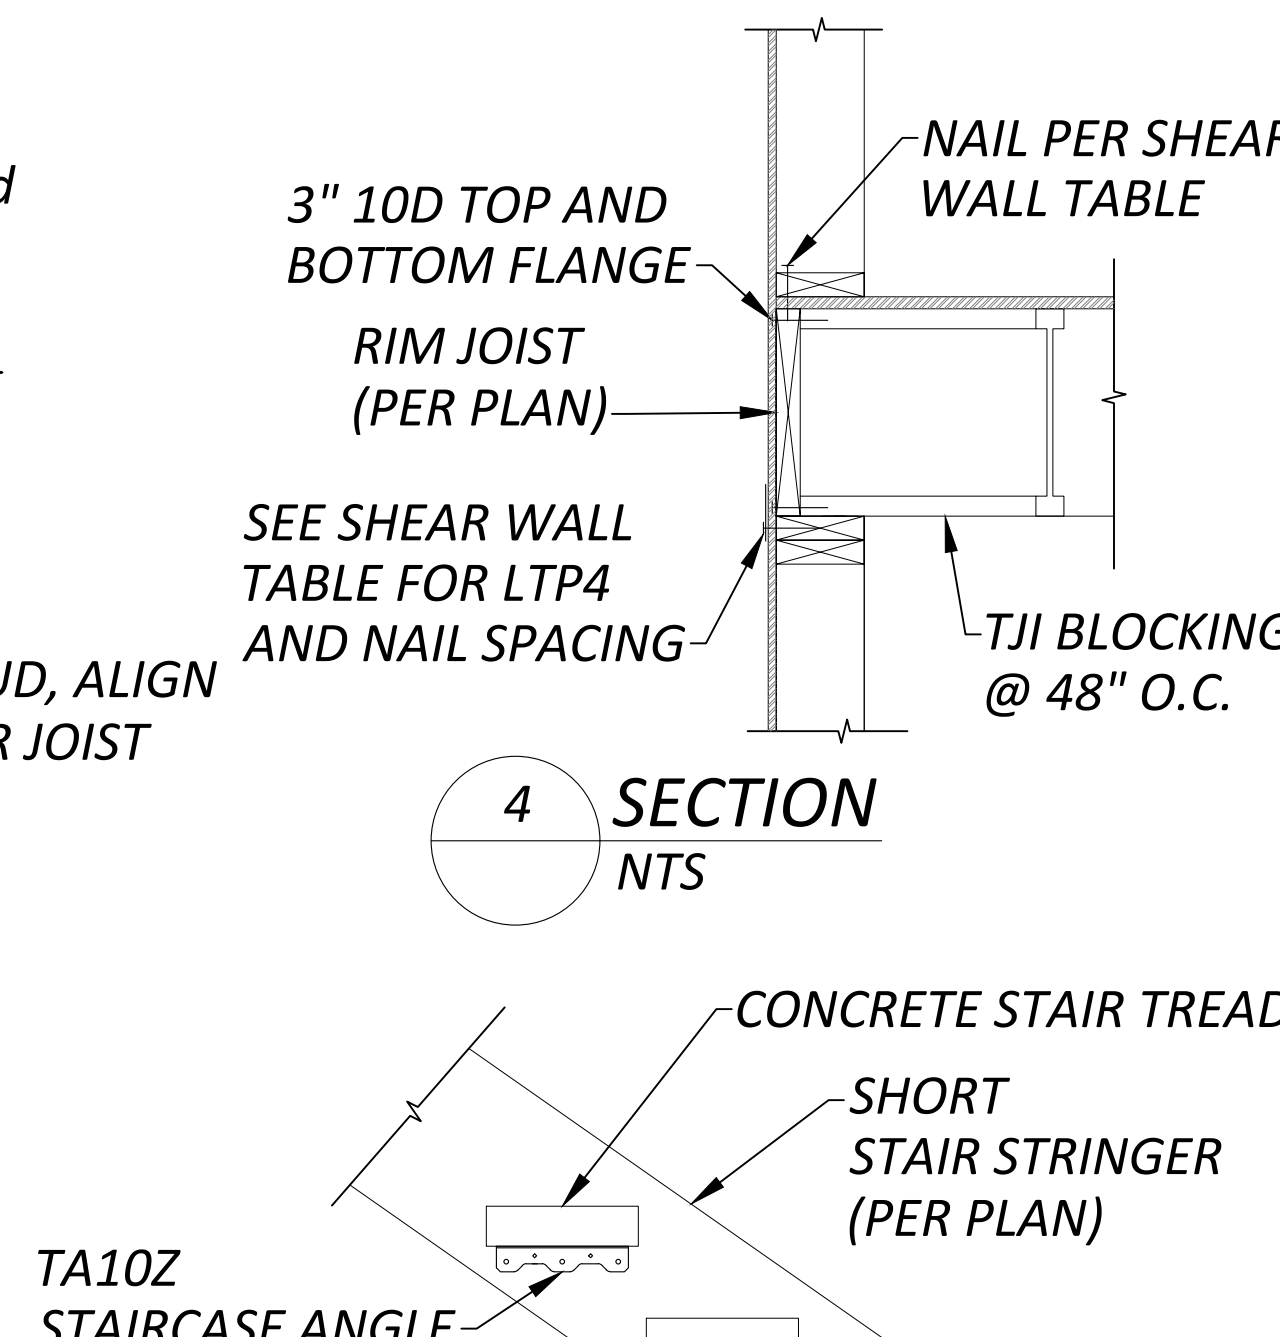 NAIL PER SHEAR
WALL TABLE
3" 10D TOP AND
BOTTOM FLANGE
RIM JOIST
(PER PLAN)
SEE SHEAR WALL
TABLE FOR LTP4
AND NAIL SPACING
TJI BLOCKING
@ 48" O.C.
ALIGN
JOIST
4 SECTION
NTS
CONCRETE STAIR TREAD
SHORT
STAIR STRINGER
(PER PLAN)
TA10Z
STAIRCASE ANGLE